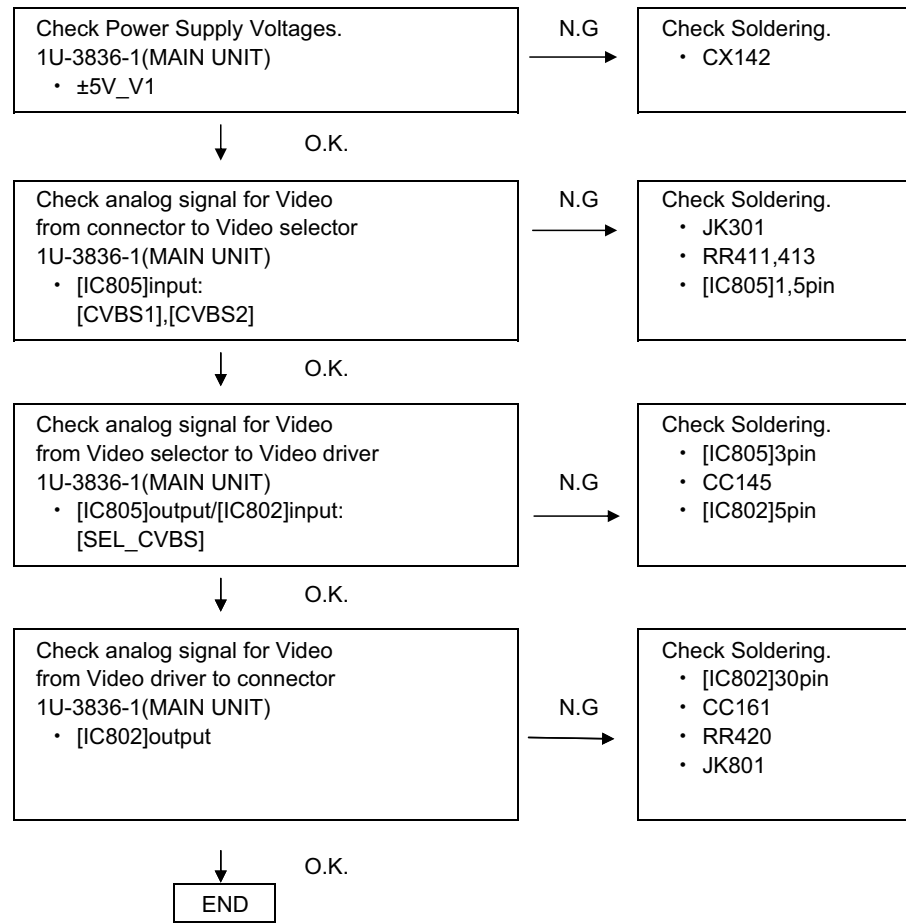 Check Power Supply Voltages.
1U-3836-1(MAIN UNIT)
・ ±5V_V1
N.G
Check Soldering.
・ CX142
O.K.
Check analog signal for Video
from connector to Video selector
1U-3836-1(MAIN UNIT)
・ [IC805]input:
[CVBS1],[CVBS2]
N.G
Check Soldering.
・ JK301
・ RR411,413
・ [IC805]1,5pin
O.K.
Check analog signal for Video
from Video selector to Video driver
1U-3836-1(MAIN UNIT)
・ [IC805]output/[IC802]input:
[SEL_CVBS]
N.G
Check Soldering.
・ [IC805]3pin
・ CC145
・ [IC802]5pin
O.K.
Check analog signal for Video
from Video driver to connector
1U-3836-1(MAIN UNIT)
・ [IC802]output
N.G
Check Soldering.
・ [IC802]30pin
・ CC161
・ RR420
・ JK801
O.K.
END